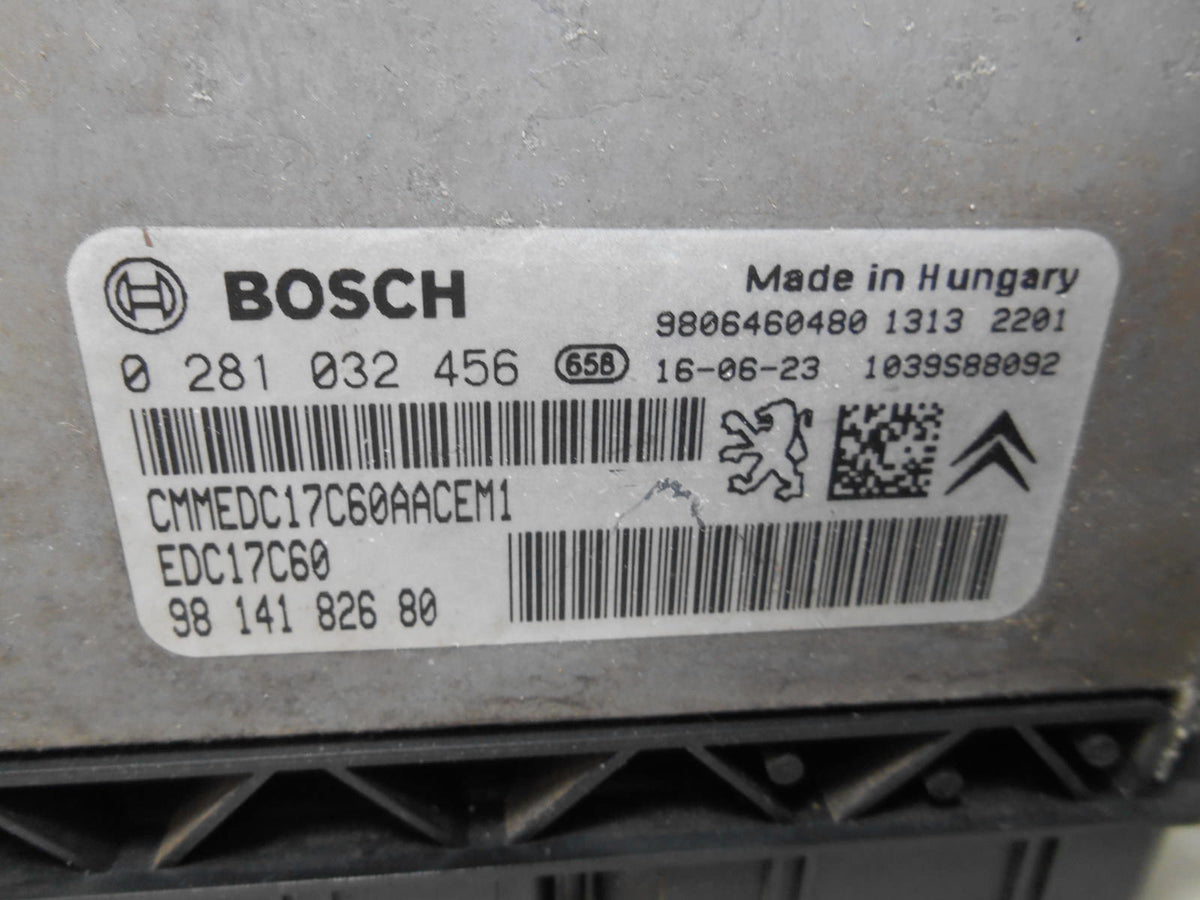 BOSCH
Made in Hungary
9806460480 1313 2201
0 281 032 456 658 16-06-23 1039S88092
CMMEDC17C60AACEM1
EDC17C60
98 141 826 80